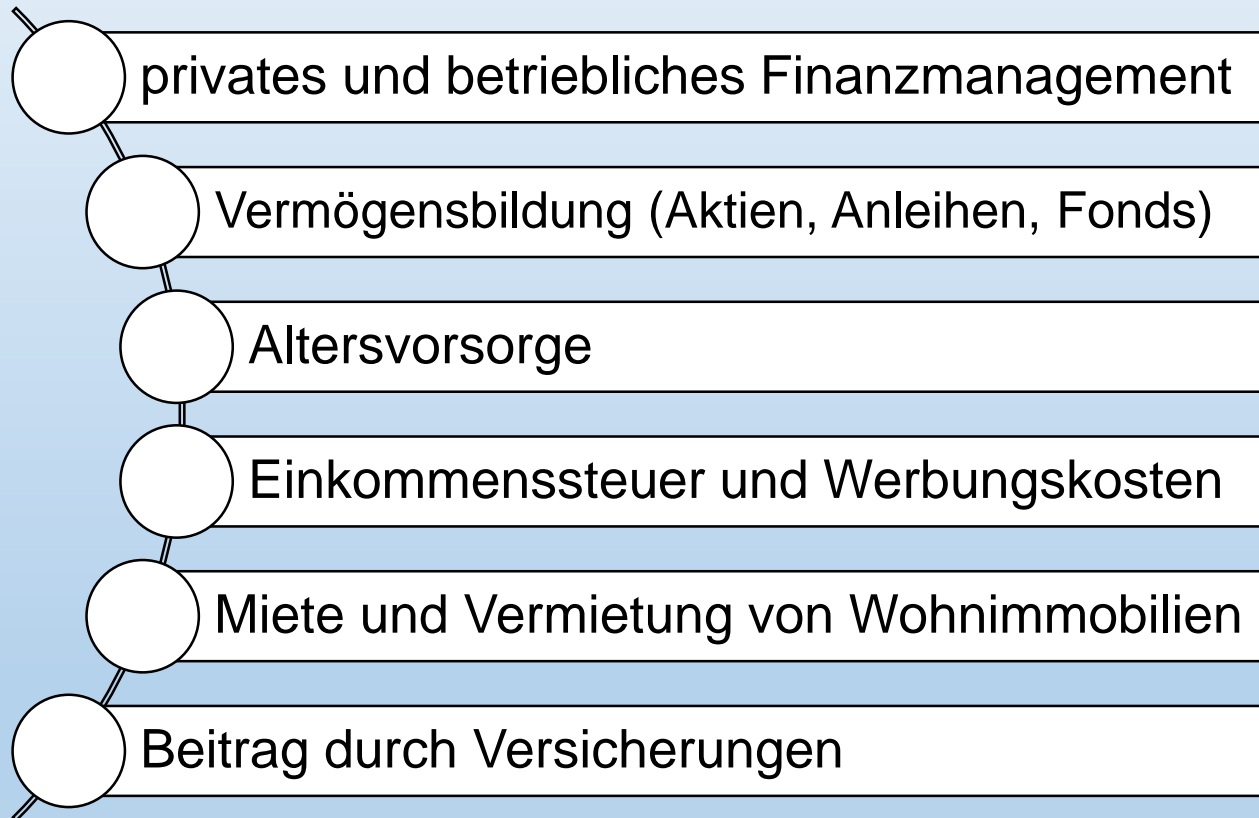 privates und betriebliches Finanzmanagement
Vermögensbildung (Aktien, Anleihen, Fonds)
Altersvorsorge
Einkommenssteuer und Werbungskosten
Miete und Vermietung von Wohnimmobilien
Beitrag durch Versicherungen